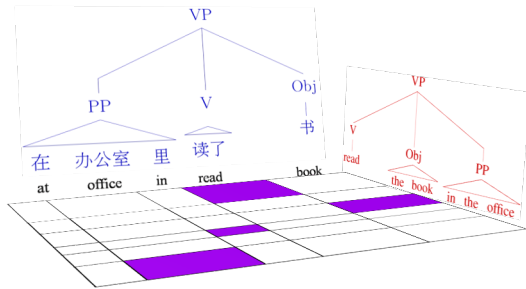 VP
PP V Obj
在 办公室 里 读了 书
at office in read book
VP
V Obj PP
read the book in the office